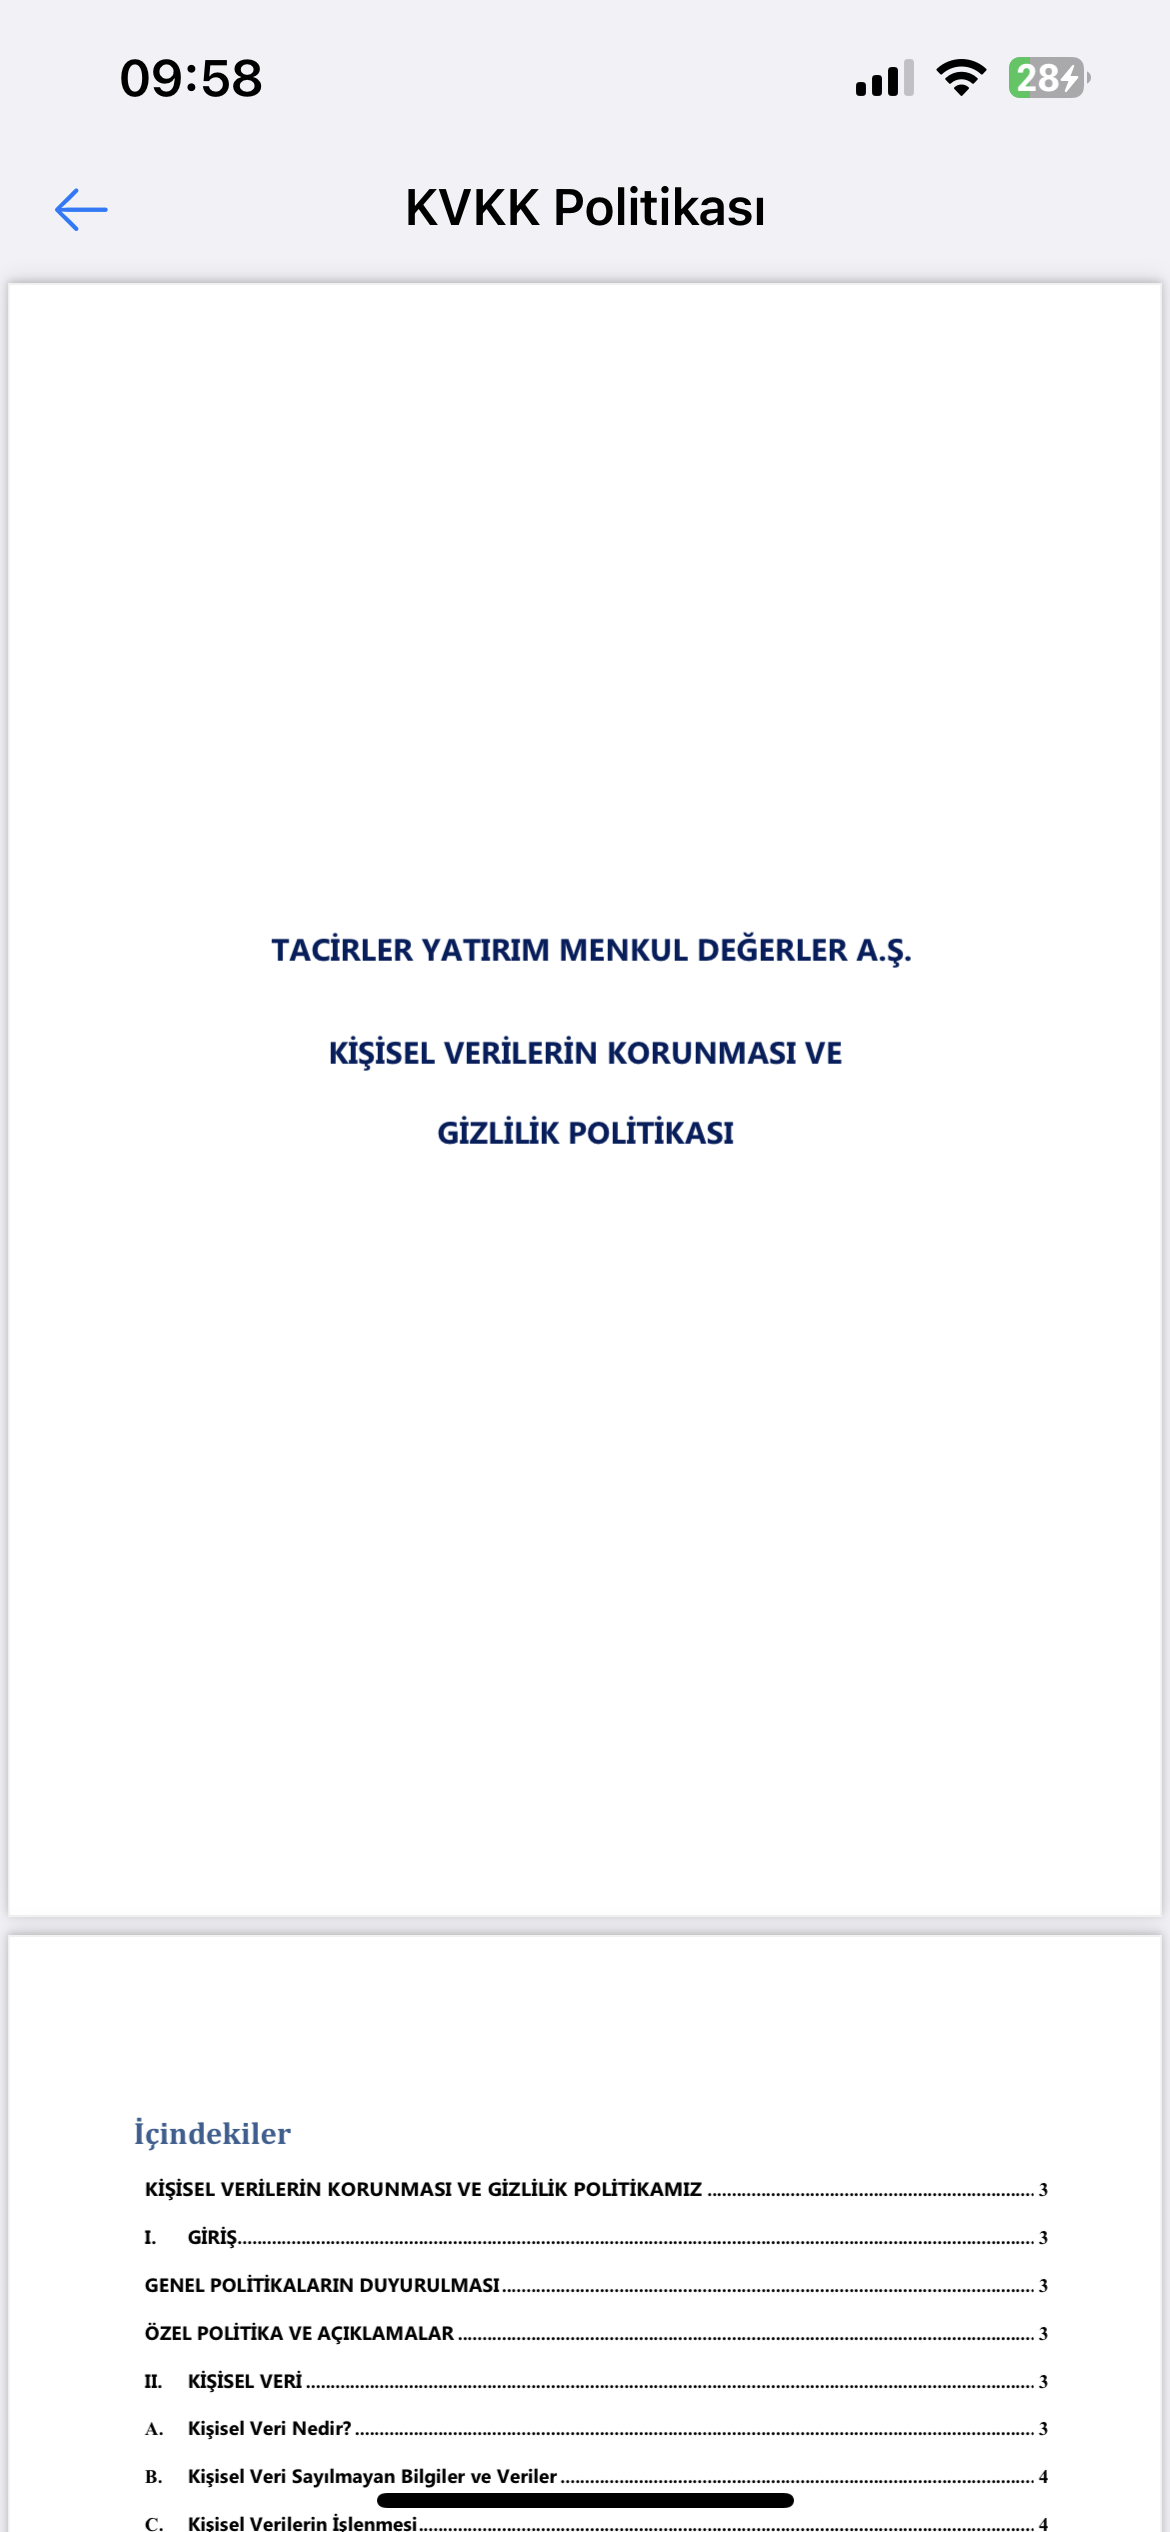 09:58
28
KVKK Politikası
TACİRLER YATIRIM MENKUL DEĞERLER A.Ş.
KİŞİSEL VERİLERİN KORUNMASI VE
GİZLİLİK POLİTİKASI
İçindekiler
KİŞİSEL VERİLERİN KORUNMASI VE GİZLİLİK POLİTİKAMIZ ........................................................ 3
I. GİRİŞ........................................................ 3
GENEL POLİTİKALARIN DUYURULMASI........................................................ 3
ÖZEL POLİTİKA VE AÇIKLAMALAR ........................................................ 3
II. KİŞİSEL VERİ ........................................................ 3
A. Kişisel Veri Nedir? ........................................................ 3
B. Kişisel Veri Sayılmayan Bilgiler ve Veriler ........................................................ 4
C. Kişisel Verilerin İşlenmesi........................................................ 4